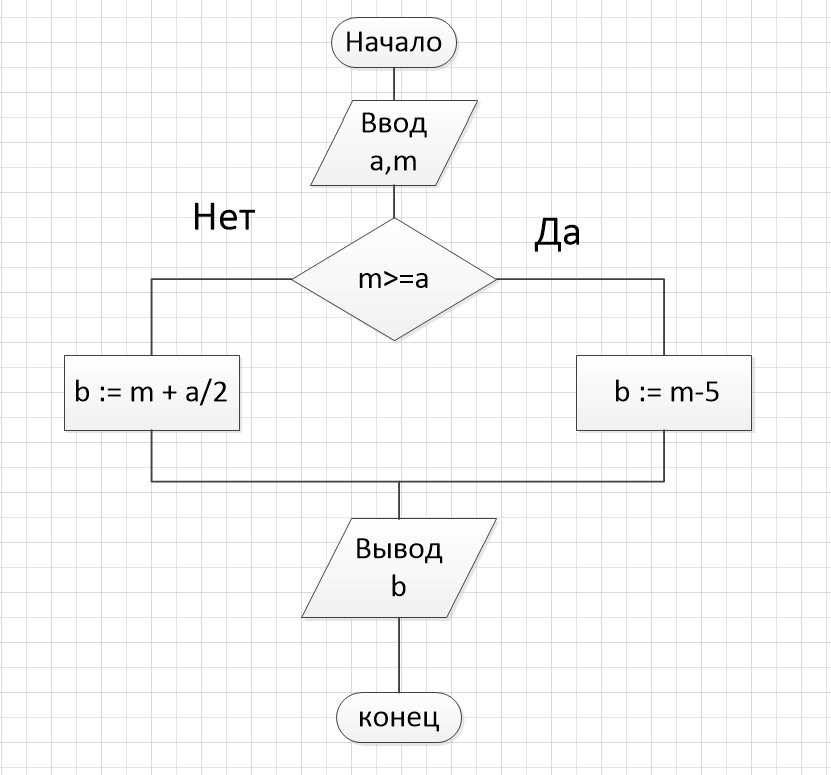 Начало
Ввод
a,m
Нет
Да
m>=a
b := m + a/2
b := m-5
Вывод
b
конец